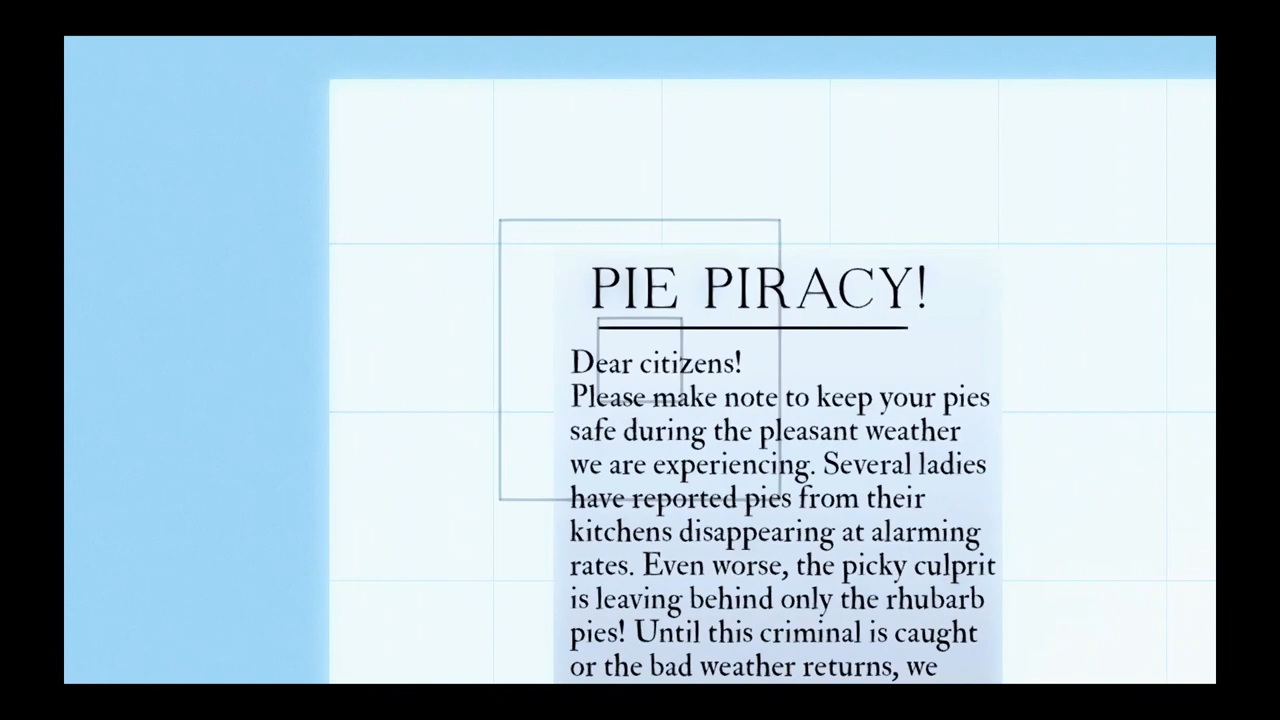 PIE PIRACY!
Dear citizens!
Please make note to keep your pies
safe during the pleasant weather
we are experiencing. Several ladies
have reported pies from their
kitchens disappearing at alarming
rates. Even worse, the picky culprit
is leaving behind only the rhubarb
pies! Until this criminal is caught
or the bad weather returns, we